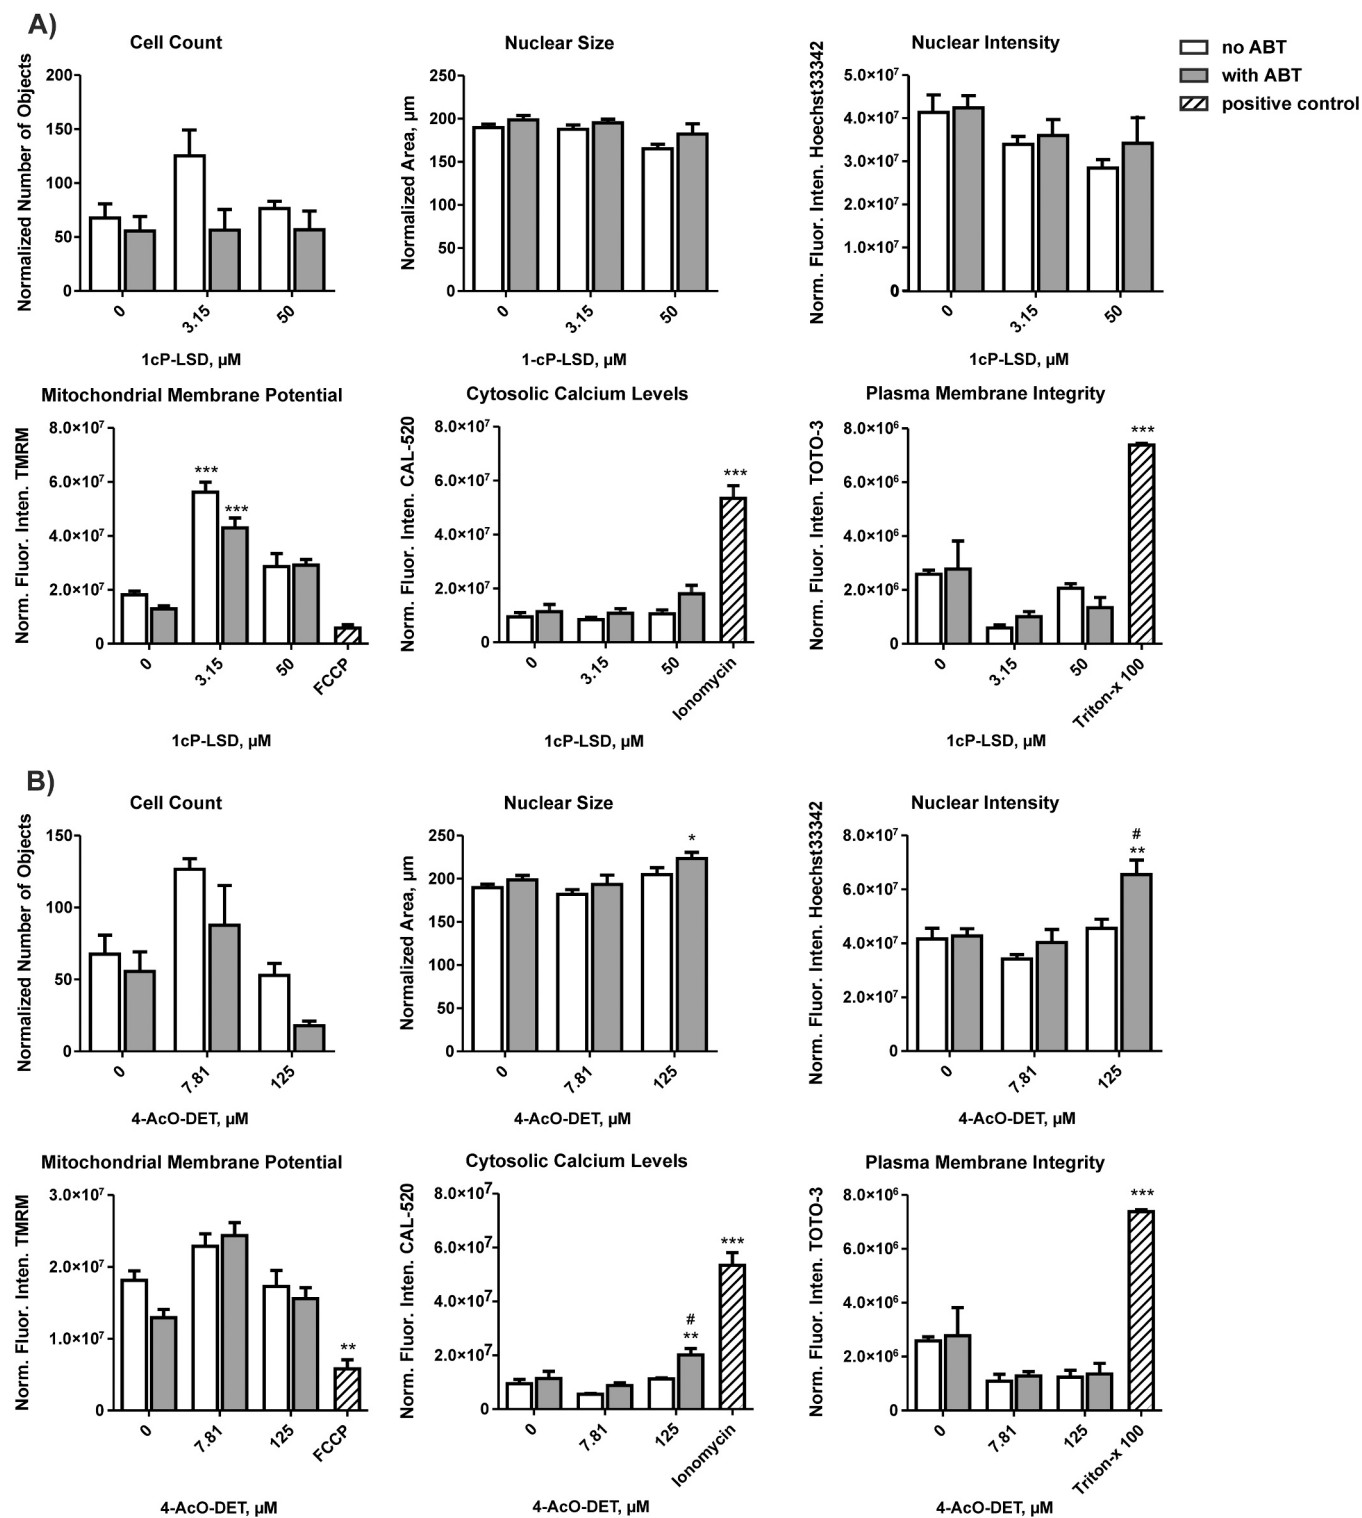 A)
Cell Count
Normalized Number of Objects
200
150
100
50
0
0
3.15
50
1cP-LSD, µM
Nuclear Size
Normalized Area, µm
250
200
150
100
50
0
0
3.15
50
1-cP-LSD, µM
Nuclear Intensity
Norm. Fluor. Inten. Hoechst33342
5.0×10⁷
4.0×10⁷
3.0×10⁷
2.0×10⁷
1.0×10⁷
0
0
3.15
50
1cP-LSD, µM
no ABT
with ABT
positive control
Mitochondrial Membrane Potential
Norm. Fluor. Inten. TMRM
8.0×10⁷
6.0×10⁷
4.0×10⁷
2.0×10⁷
0
***
***
0
3.15
50
FCCP
1cP-LSD, µM
Cytosolic Calcium Levels
Norm. Fluor. Inten. CAL-520
8.0×10⁷
6.0×10⁷
4.0×10⁷
2.0×10⁷
0
***
0
3.15
50
Ionomycin
1cP-LSD, µM
Plasma Membrane Integrity
Norm. Fluor. Inten. TOTO-3
8.0×10⁶
6.0×10⁶
4.0×10⁶
2.0×10⁶
0
***
0
3.15
50
Triton-x 100
1cP-LSD, µM
B)
Cell Count
Normalized Number of Objects
150
100
50
0
0
7.81
125
4-AcO-DET, µM
Nuclear Size
Normalized Area, µm
250
200
150
100
50
0
*
0
7.81
125
4-AcO-DET, µM
Nuclear Intensity
Norm. Fluor. Inten. Hoechst33342
8.0×10⁷
6.0×10⁷
4.0×10⁷
2.0×10⁷
0
#
**
0
7.81
125
4-AcO-DET, µM
Mitochondrial Membrane Potential
Norm. Fluor. Inten. TMRM
3.0×10⁷
2.0×10⁷
1.0×10⁷
0
**
0
7.81
125
FCCP
4-AcO-DET, µM
Cytosolic Calcium Levels
Norm. Fluor. Inten. CAL-520
8.0×10⁷
6.0×10⁷
4.0×10⁷
2.0×10⁷
0
#
**
***
0
7.81
125
Ionomycin
4-AcO-DET, µM
Plasma Membrane Integrity
Norm. Fluor. Inten. TOTO-3
8.0×10⁶
6.0×10⁶
4.0×10⁶
2.0×10⁶
0
***
0
7.81
125
Triton-x 100
4-AcO-DET, µM